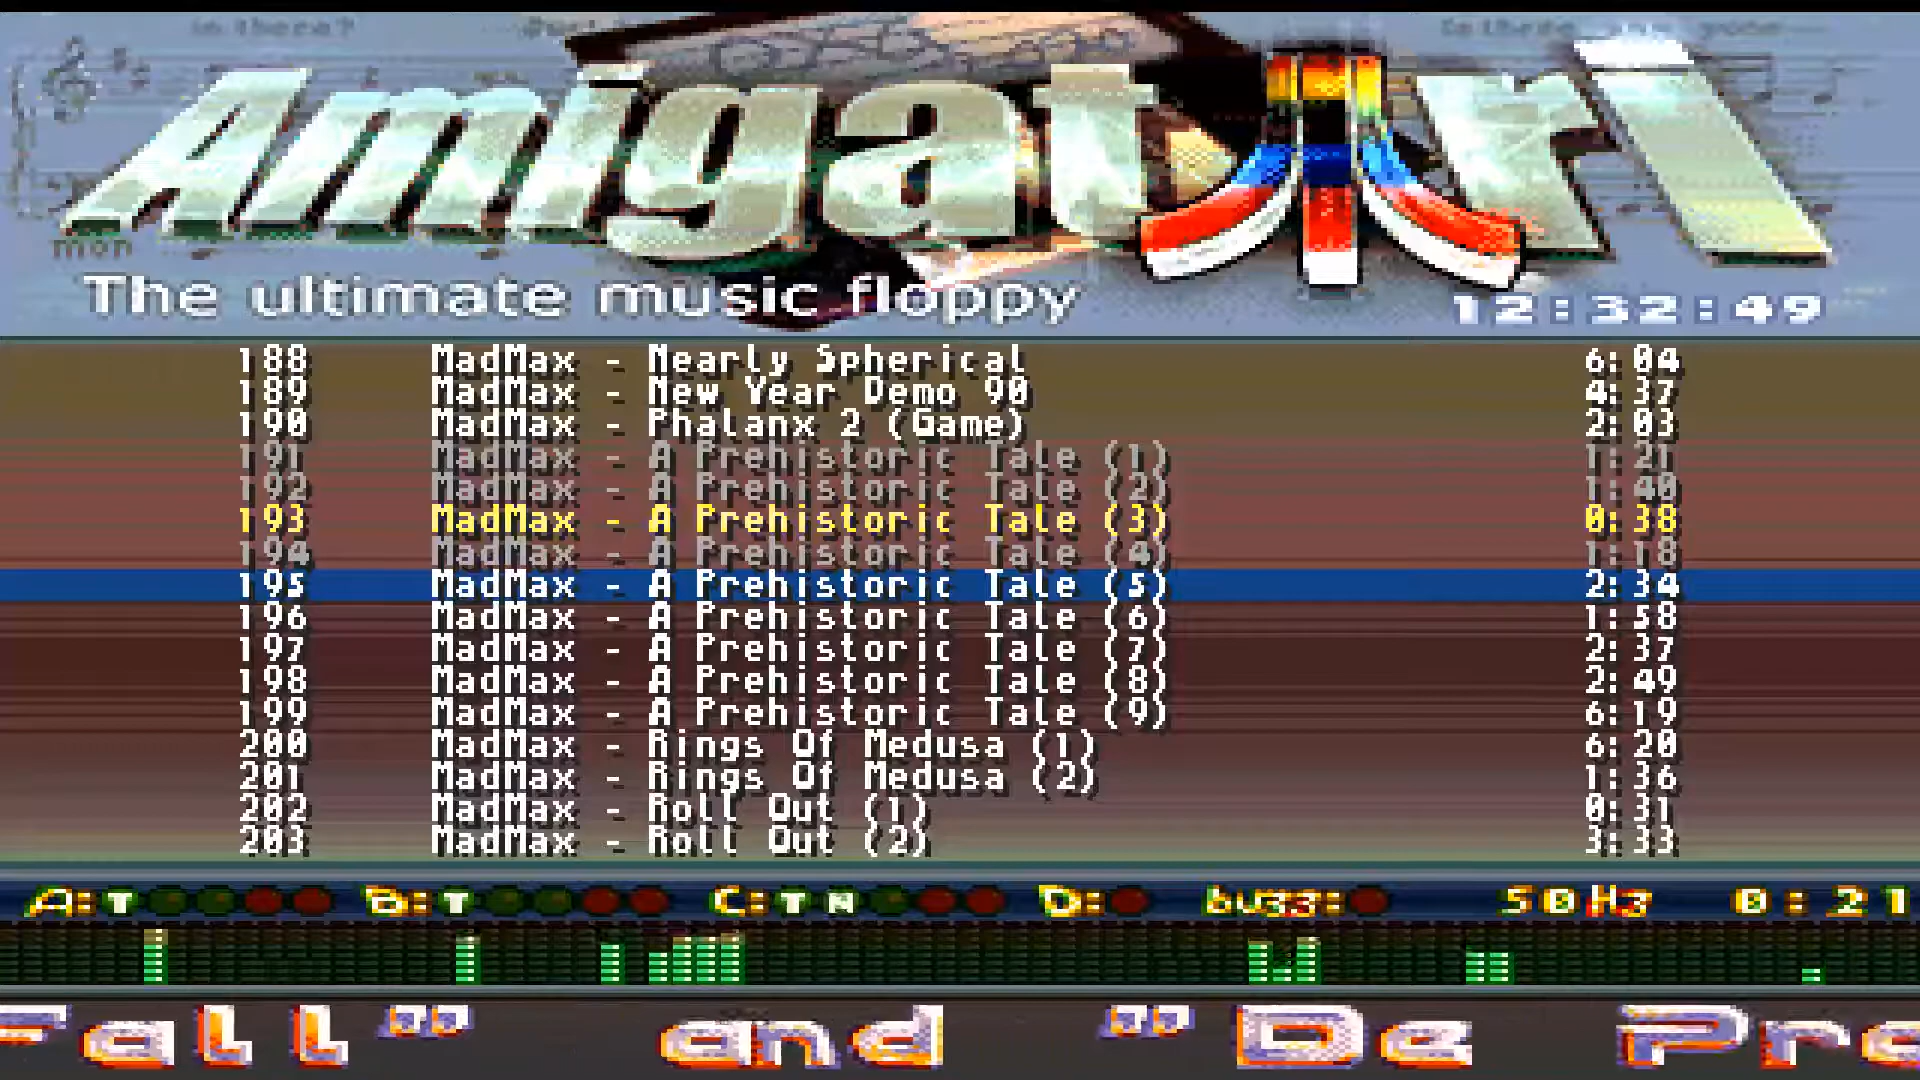 Amigatari
The ultimate music floppy
12:32:49
188 MadMax - Nearly Spherical 6:04
189 MadMax - New Year Demo 90 4:37
190 MadMax - Phalanx 2 (Game) 2:03
191 MadMax - A Prehistoric Tale (1) 1:21
192 MadMax - A Prehistoric Tale (2) 1:40
193 MadMax - A Prehistoric Tale (3) 0:38
194 MadMax - A Prehistoric Tale (4) 1:18
195 MadMax - A Prehistoric Tale (5) 2:34
196 MadMax - A Prehistoric Tale (6) 1:58
197 MadMax - A Prehistoric Tale (7) 2:37
198 MadMax - A Prehistoric Tale (8) 2:49
199 MadMax - A Prehistoric Tale (9) 6:19
200 MadMax - Rings Of Medusa (1) 6:20
201 MadMax - Rings Of Medusa (2) 1:36
202 MadMax - Roll Out (1) 0:31
203 MadMax - Roll Out (2) 3:33
A:T B:T C:T N D: buzz: 50Hz 0:21
Fall" and "De Pro